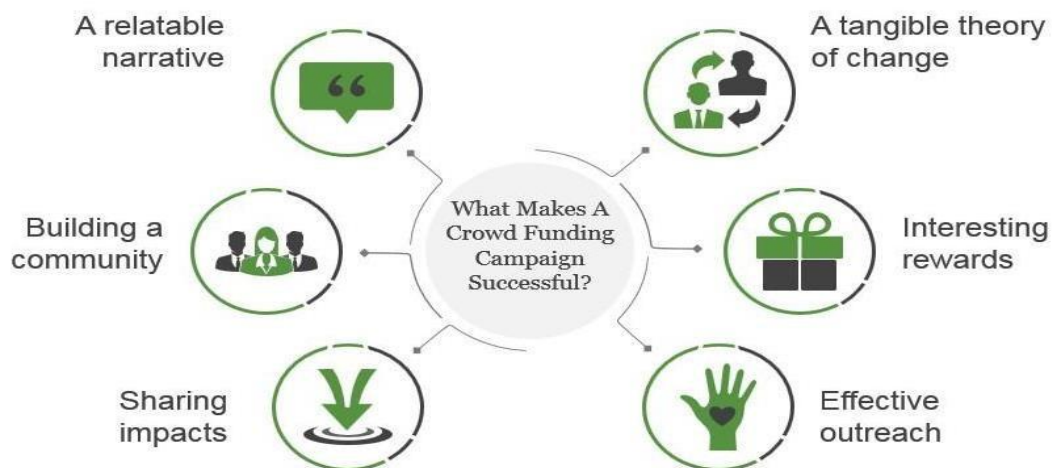 A relatable
narrative
A tangible theory
of change
What Makes A
Crowd Funding
Campaign
Successful?
Building a
community
Interesting
rewards
Sharing
impacts
Effective
outreach